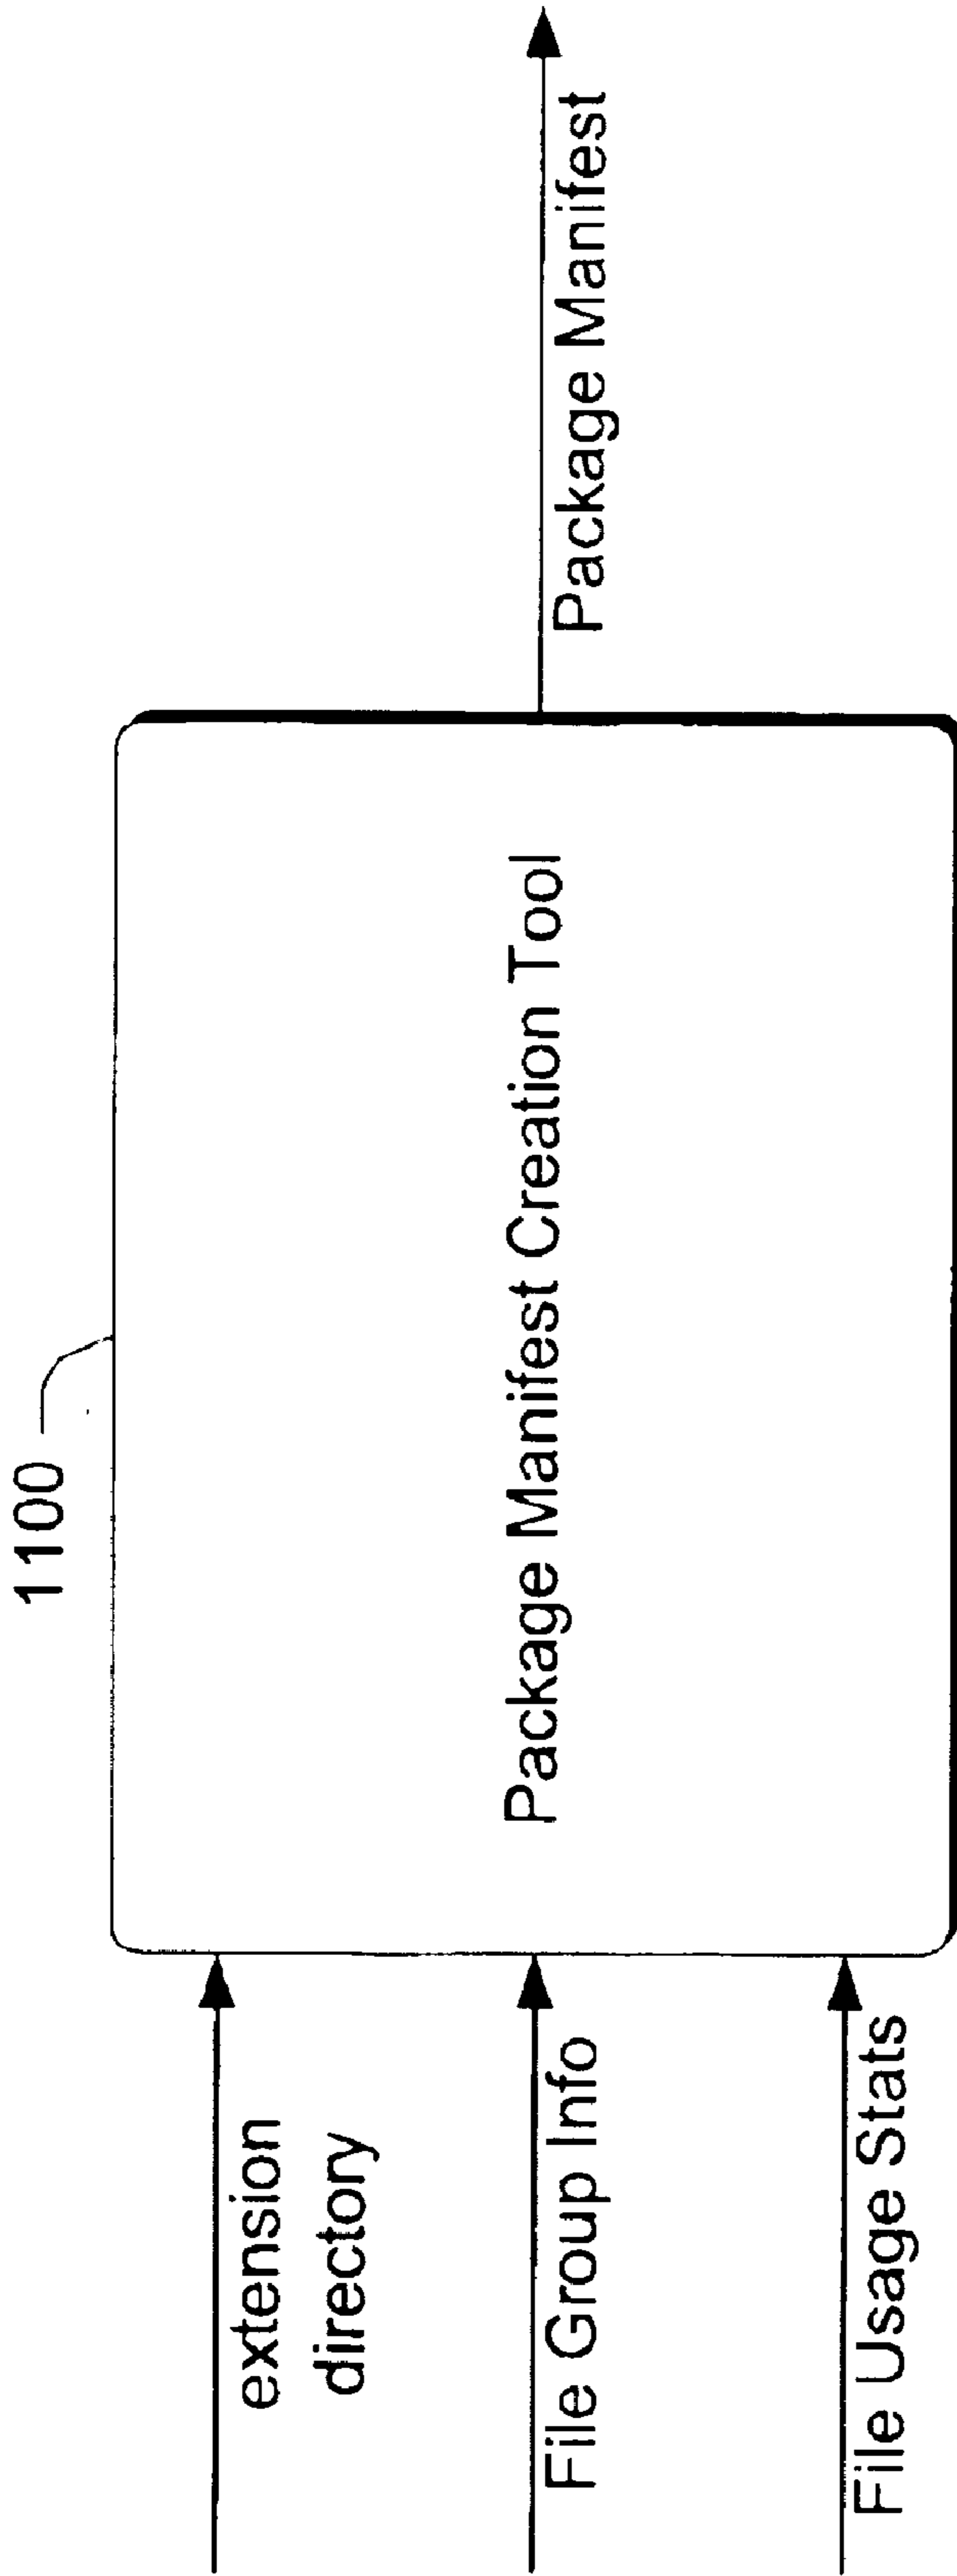 1100
extension
directory
File Group Info
File Usage Stats
Package Manifest Creation Tool
Package Manifest